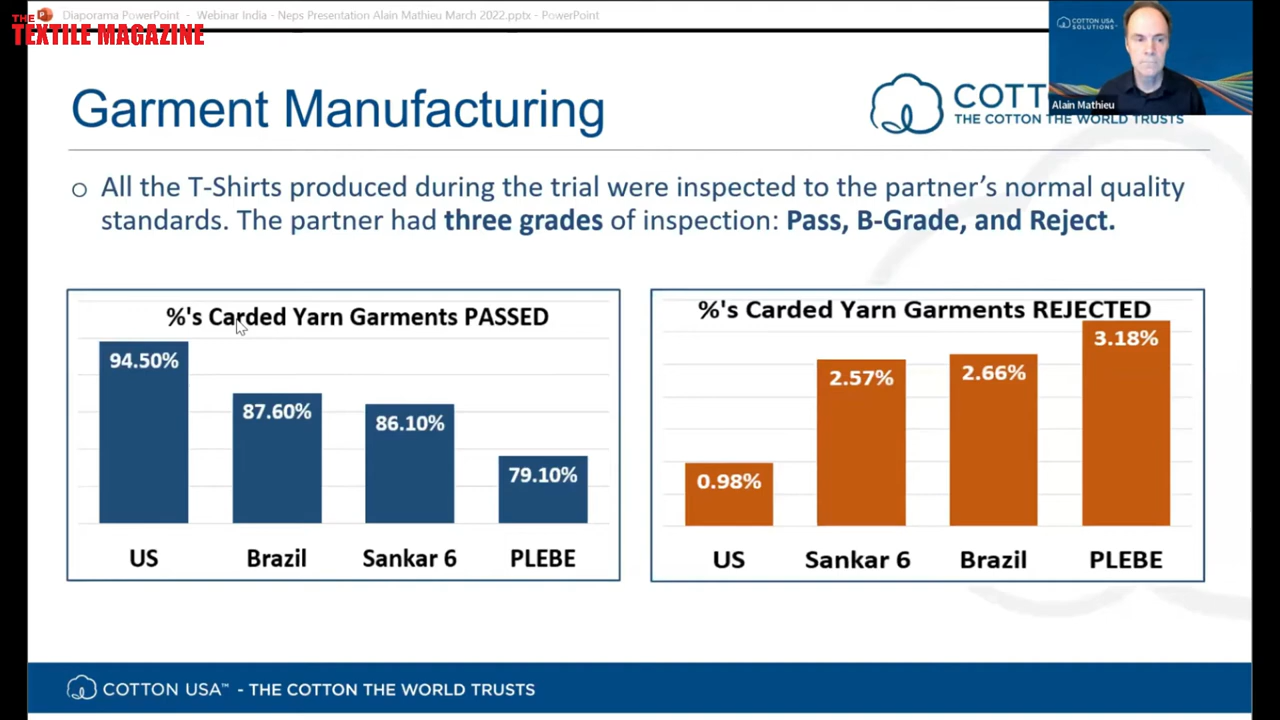 Diaporama PowerPoint - Webinar India - Neps Presentation Alain Mathieu March 2022.pptx - PowerPoint
THE
TEXTILE MAGAZINE
COTTON USA
SOLUTIONS™
Alain Mathieu
Garment Manufacturing
COTT
THE COTTON THE WORLD TRUSTS
○ All the T-Shirts produced during the trial were inspected to the partner's normal quality
standards. The partner had three grades of inspection: Pass, B-Grade, and Reject.
%'s Carded Yarn Garments PASSED
94.50%
87.60%
86.10%
79.10%
US Brazil Sankar 6 PLEBE
%'s Carded Yarn Garments REJECTED
0.98%
2.57%
2.66%
3.18%
US Sankar 6 Brazil PLEBE
COTTON USA™ - THE COTTON THE WORLD TRUSTS